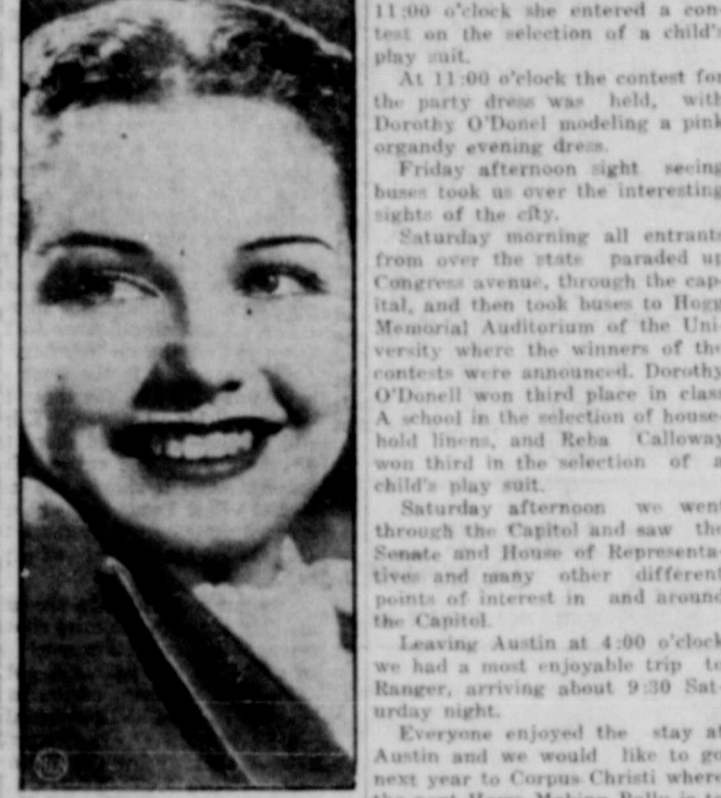 11:00 o'clock she entered a con-
test on the selection of a child's
play suit.
At 11:00 o'clock the contest for
the party dress was held, with
Dorothy O'Donel modeling a pink
organdy evening dress.
Friday afternoon sight seeing
buses took us over the interesting
sights of the city.
Saturday morning all entrants
from over the state paraded up
Congress avenue, through the cap-
ital, and then took buses to Hogg
Memorial Auditorium of the Uni-
versity where the winners of the
contests were announced. Dorothy
O'Donell won third place in class
A school in the selection of house-
hold linens, and Reba Calloway
won third in the selection of a
child's play suit.
Saturday afternoon we went
through the Capitol and saw the
Senate and House of Representa-
tives and many other different
points of interest in and around
the Capitol.
Leaving Austin at 4:00 o'clock
we had a most enjoyable trip to
Ranger, arriving about 9:30 Sat-
urday night.
Everyone enjoyed the stay at
Austin and we would like to go
next year to Corpus Christi where